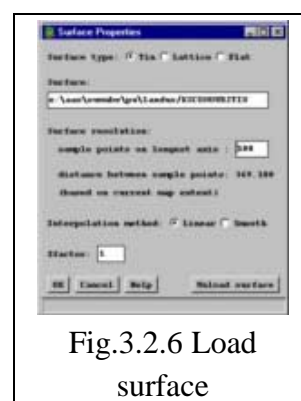 Surface Properties
Surface type: Tin Lattice Flat
Surface:
Surface resolution:
sample points on longest axis : 100
distance between sample points:
(based on current map extent)
Interpolation method: Linear Smooth
OK Cancel Help Unload surface
Fig.3.2.6 Load
surface